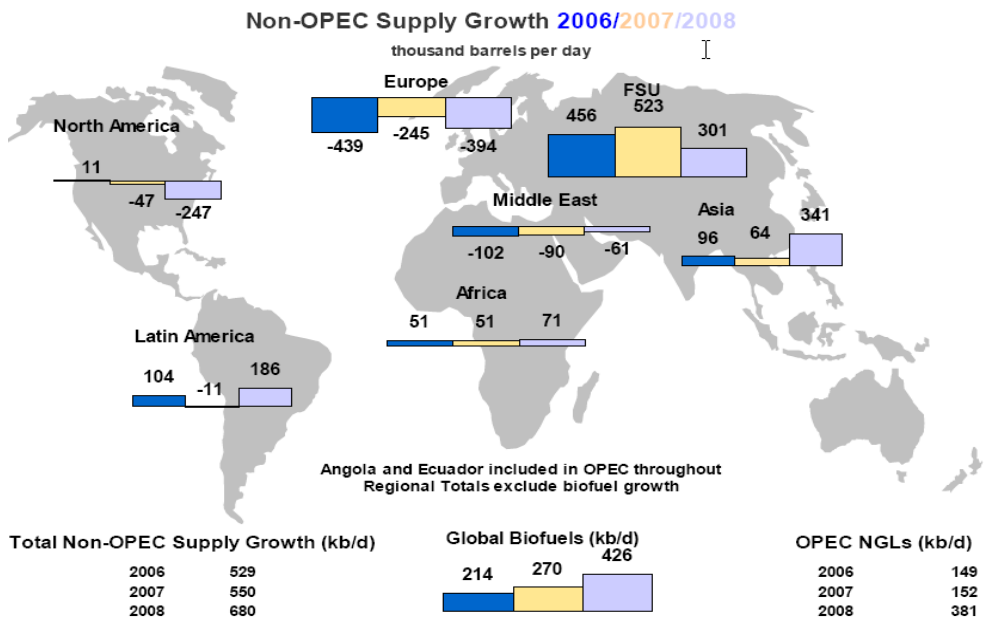 Non-OPEC Supply Growth 2006/2007/2008
thousand barrels per day
Europe
-439
-245
-394
FSU
456
523
301
North America
11
-47
-247
Middle East
-102
-90
-61
Asia
96
64
341
Africa
51
51
71
Latin America
104
-11
186
Angola and Ecuador included in OPEC throughout
Regional Totals exclude biofuel growth
Total Non-OPEC Supply Growth (kb/d)
2006 529
2007 550
2008 680
Global Biofuels (kb/d)
214
270
426
OPEC NGLs (kb/d)
2006 149
2007 152
2008 381